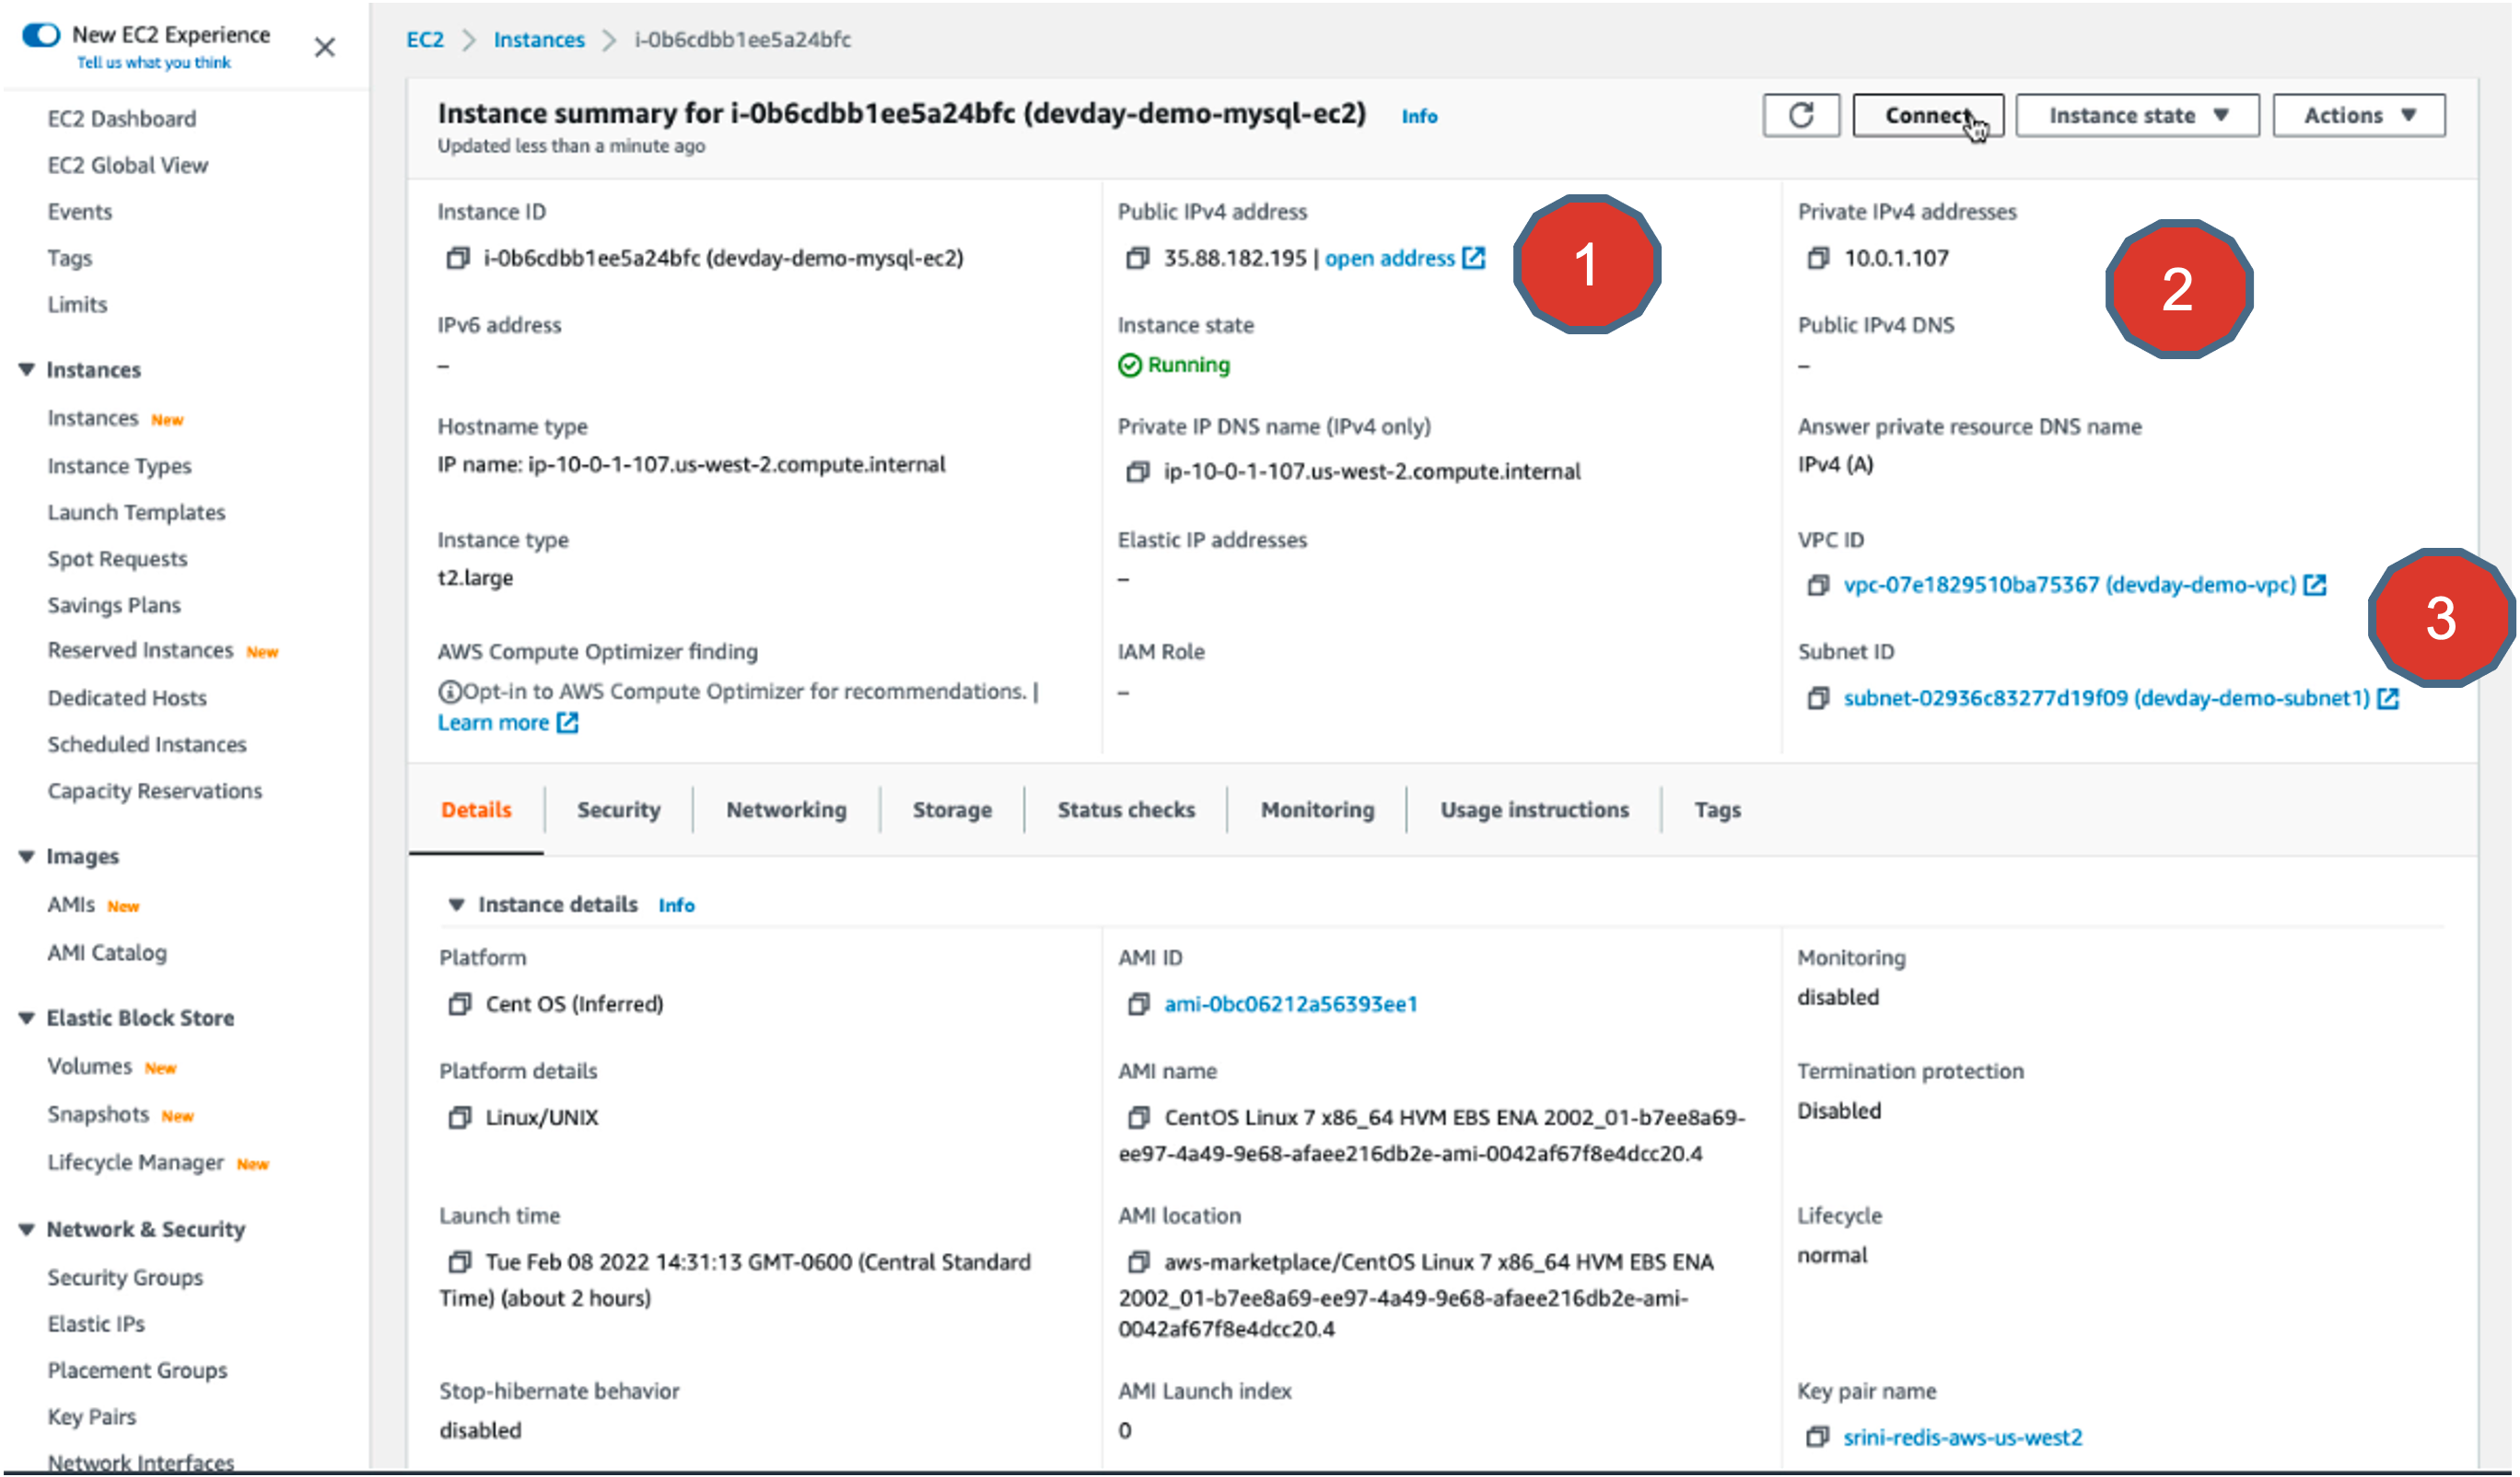 New EC2 Experience
Tell us what you think
EC2 Dashboard
EC2 Global View
Events
Tags
Limits
Instances
Instances New
Instance Types
Launch Templates
Spot Requests
Savings Plans
Reserved Instances New
Dedicated Hosts
Scheduled Instances
Capacity Reservations
Images
AMIs New
AMI Catalog
Elastic Block Store
Volumes New
Snapshots New
Lifecycle Manager New
Network & Security
Security Groups
Elastic IPs
Placement Groups
Key Pairs
Network Interfaces
EC2 > Instances > i-0b6cdbb1ee5a24bfc
Instance summary for i-0b6cdbb1ee5a24bfc (devday-demo-mysql-ec2) Info
Updated less than a minute ago
Connect
Instance state ▼
Actions ▼
Instance ID
i-0b6cdbb1ee5a24bfc (devday-demo-mysql-ec2)
Public IPv4 address
35.88.182.195 | open address
1
Private IPv4 addresses
10.0.1.107
2
IPv6 address
–
Instance state
Running
Public IPv4 DNS
–
Hostname type
IP name: ip-10-0-1-107.us-west-2.compute.internal
Private IP DNS name (IPv4 only)
ip-10-0-1-107.us-west-2.compute.internal
Answer private resource DNS name
IPv4 (A)
Instance type
t2.large
Elastic IP addresses
–
VPC ID
vpc-07e1829510ba75367 (devday-demo-vpc)
3
AWS Compute Optimizer finding
Opt-in to AWS Compute Optimizer for recommendations. |
Learn more
IAM Role
–
Subnet ID
subnet-02936c83277d19f09 (devday-demo-subnet1)
Details
Security
Networking
Storage
Status checks
Monitoring
Usage instructions
Tags
Instance details Info
Platform
Cent OS (Inferred)
AMI ID
ami-0bc06212a56393ee1
Monitoring
disabled
Platform details
Linux/UNIX
AMI name
CentOS Linux 7 x86_64 HVM EBS ENA 2002_01-b7ee8a69-
ee97-4a49-9e68-afaee216db2e-ami-0042af67f8e4dcc20.4
Termination protection
Disabled
Launch time
Tue Feb 08 2022 14:31:13 GMT-0600 (Central Standard
Time) (about 2 hours)
AMI location
aws-marketplace/CentOS Linux 7 x86_64 HVM EBS ENA
2002_01-b7ee8a69-ee97-4a49-9e68-afaee216db2e-ami-
0042af67f8e4dcc20.4
Lifecycle
normal
Stop-hibernate behavior
disabled
AMI Launch index
0
Key pair name
srini-redis-aws-us-west2